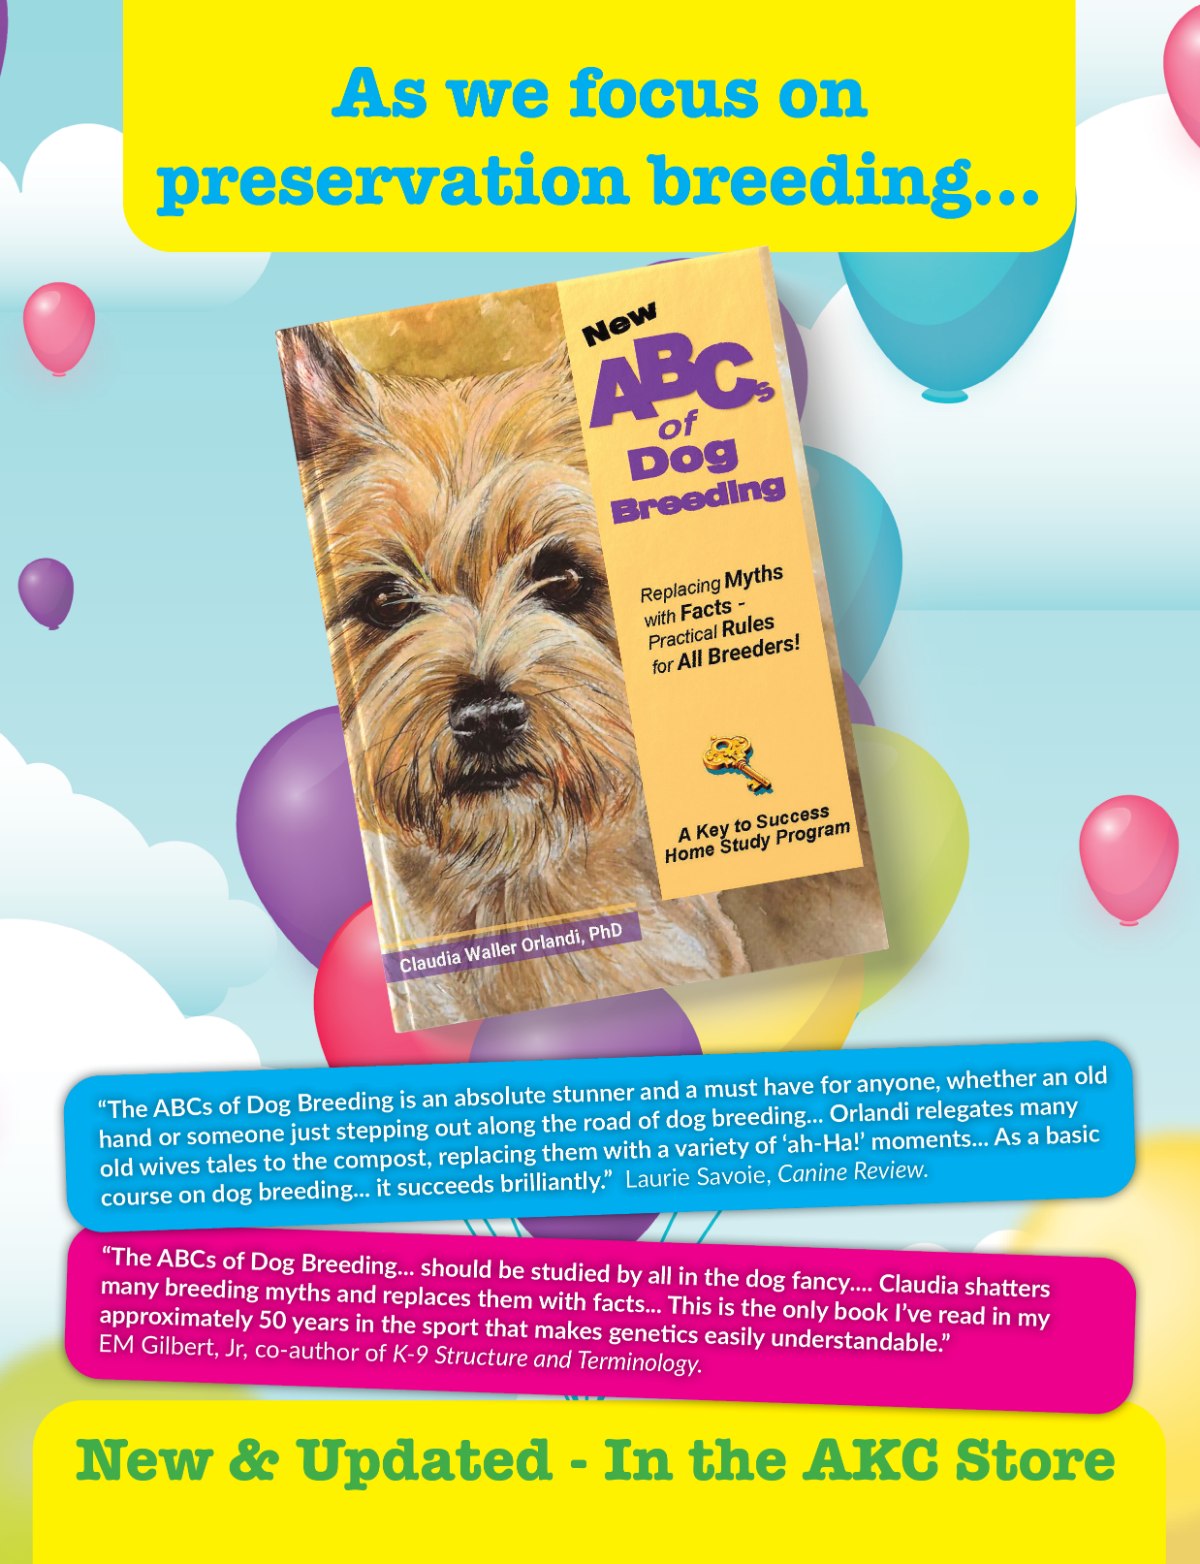 As we focus on
preservation breeding...
New
ABCs
of
Dog
Breeding
Replacing Myths
with Facts -
Practical Rules
for All Breeders!
A Key to Success
Home Study Program
Claudia Waller Orlandi, PhD
“The ABCs of Dog Breeding is an absolute stunner and a must have for anyone, whether an old
hand or someone just stepping out along the road of dog breeding... Orlandi relegates many
old wives tales to the compost, replacing them with a variety of ‘ah-Ha!’ moments... As a basic
course on dog breeding... it succeeds brilliantly.” Laurie Savoie, Canine Review.
“The ABCs of Dog Breeding... should be studied by all in the dog fancy.... Claudia shatters
many breeding myths and replaces them with facts... This is the only book I’ve read in my
approximately 50 years in the sport that makes genetics easily understandable.”
EM Gilbert, Jr, co-author of K-9 Structure and Terminology.
New & Updated - In the AKC Store